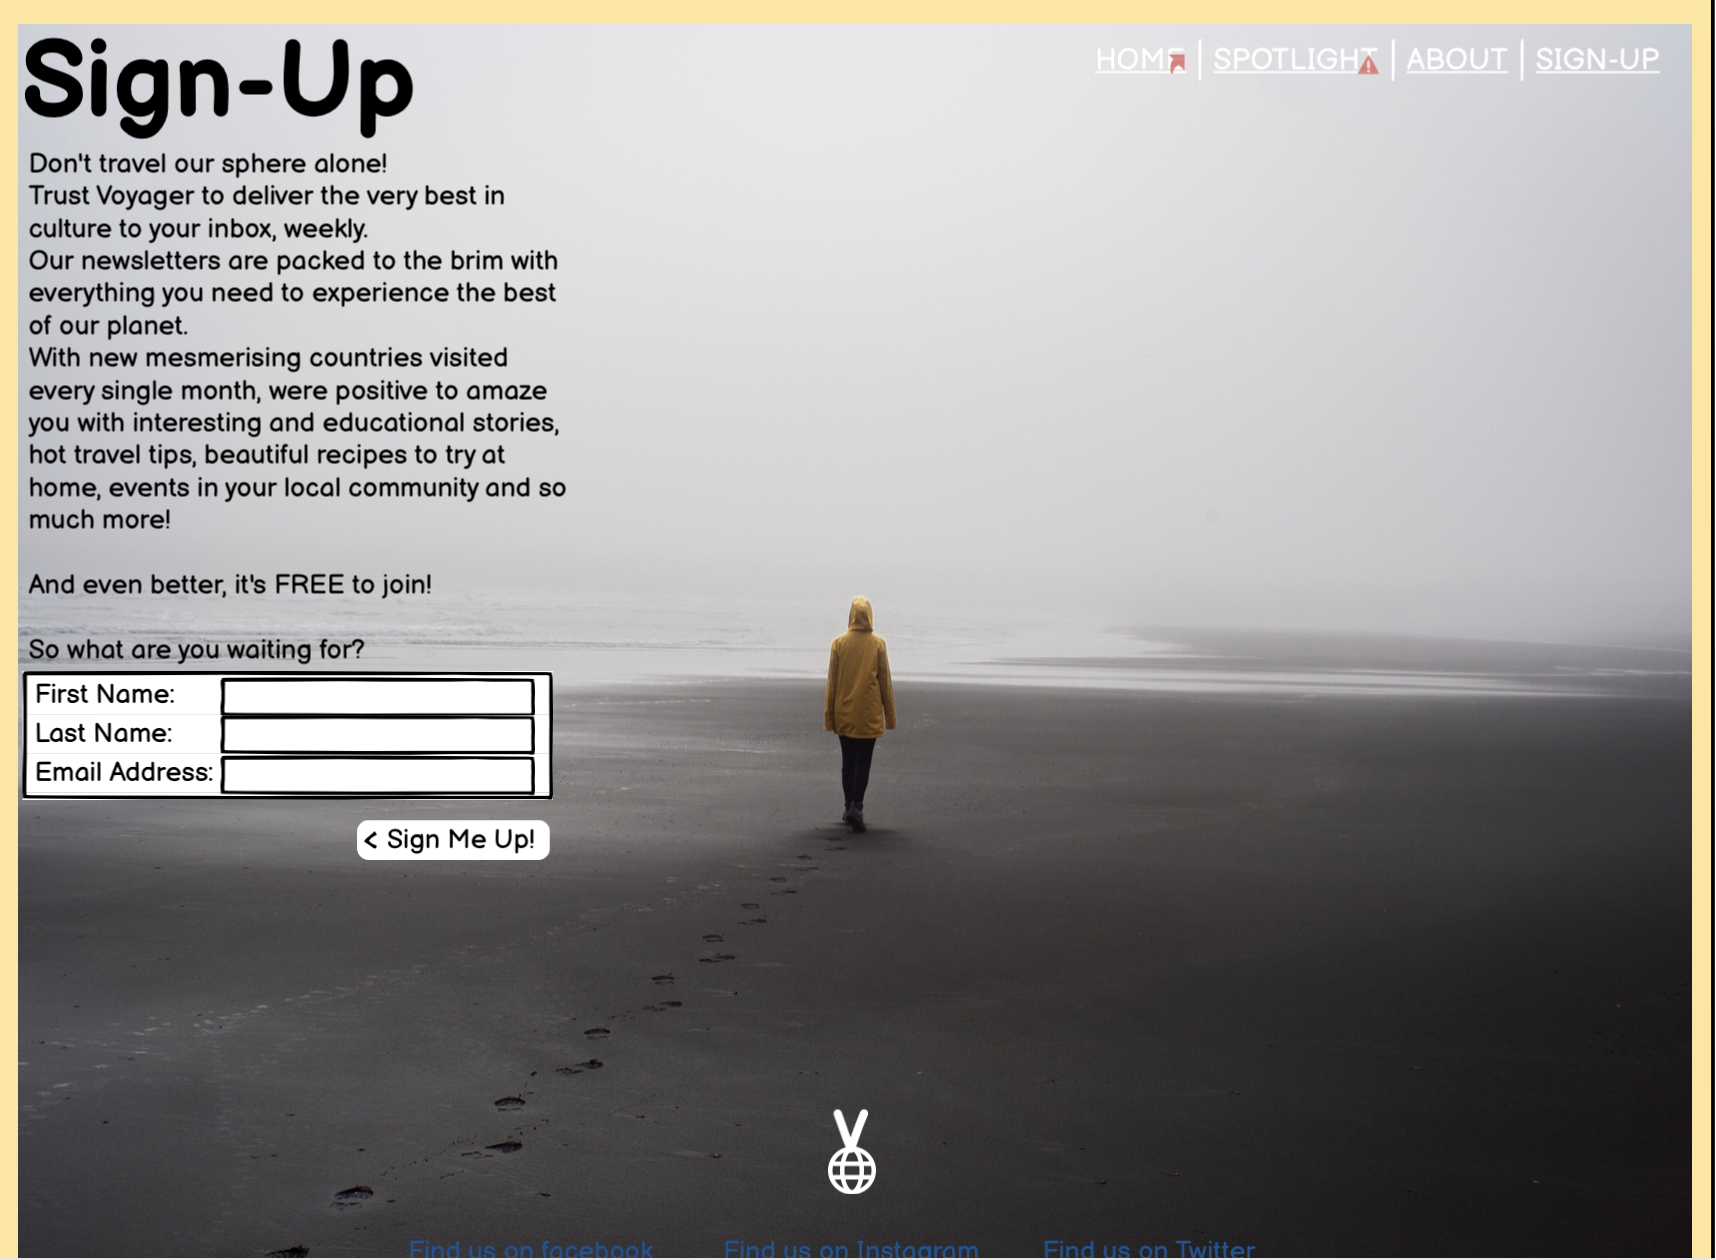 Sign-Up
HOME | SPOTLIGHT | ABOUT | SIGN-UP
Don't travel our sphere alone!
Trust Voyager to deliver the very best in
culture to your inbox, weekly.
Our newsletters are packed to the brim with
everything you need to experience the best
of our planet.
With new mesmerising countries visited
every single month, were positive to amaze
you with interesting and educational stories,
hot travel tips, beautiful recipes to try at
home, events in your local community and so
much more!
And even better, it's FREE to join!
So what are you waiting for?
First Name:
Last Name:
Email Address:
< Sign Me Up!
Find us on facebook
Find us on Instagram
Find us on Twitter